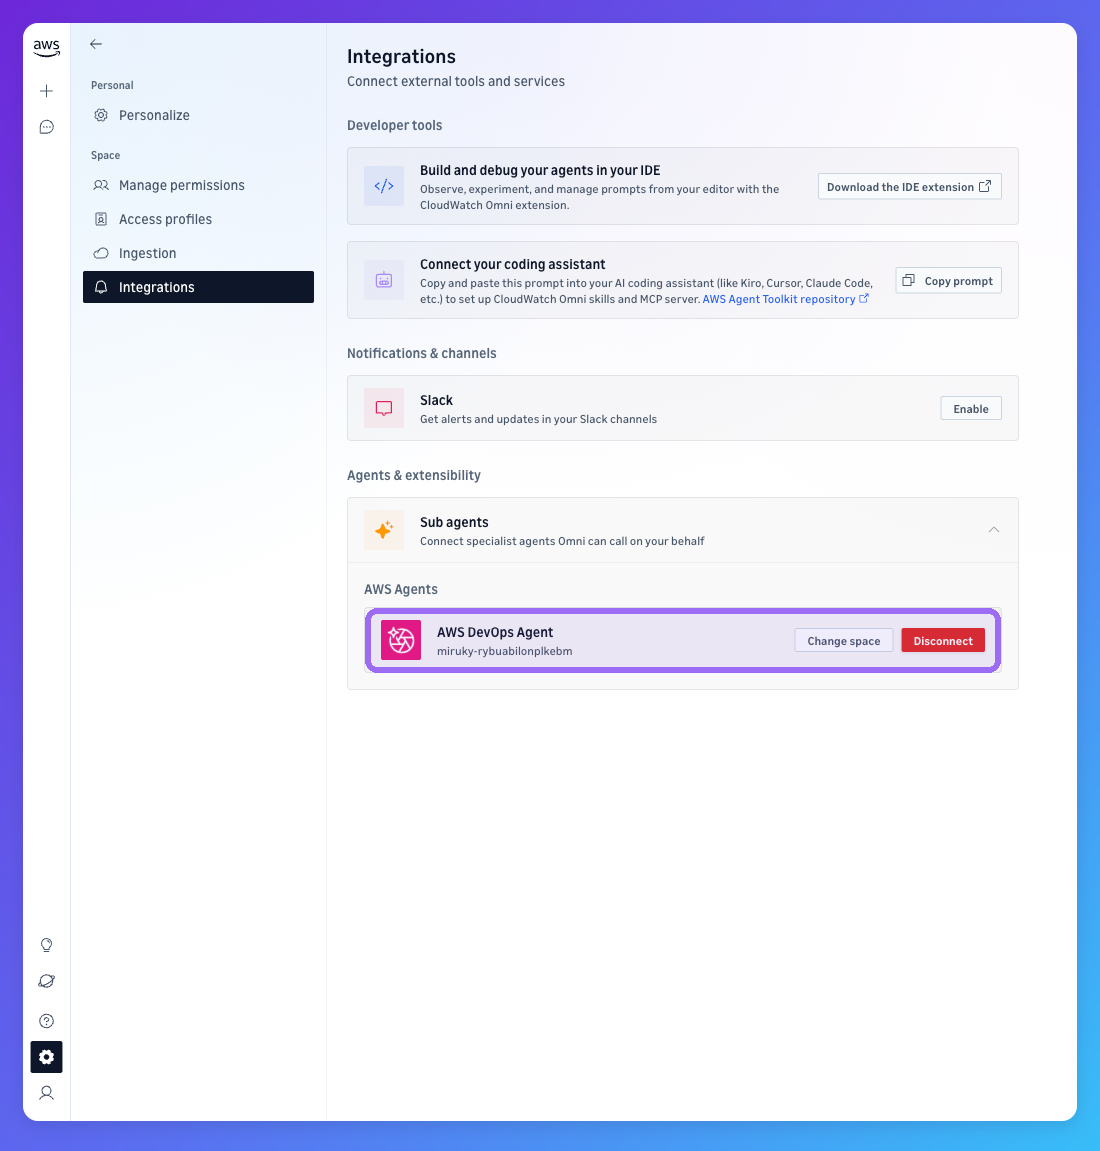 aws
Personal
Personalize
Space
Manage permissions
Access profiles
Ingestion
Integrations
Integrations
Connect external tools and services
Developer tools
</>
Build and debug your agents in your IDE
Observe, experiment, and manage prompts from your editor with the
CloudWatch Omni extension.
Download the IDE extension
Connect your coding assistant
Copy and paste this prompt into your AI coding assistant (like Kiro, Cursor, Claude Code,
etc.) to set up CloudWatch Omni skills and MCP server. AWS Agent Toolkit repository
Copy prompt
Notifications & channels
Slack
Get alerts and updates in your Slack channels
Enable
Agents & extensibility
Sub agents
Connect specialist agents Omni can call on your behalf
AWS Agents
AWS DevOps Agent
miruky-rybuabilonplkebm
Change space
Disconnect